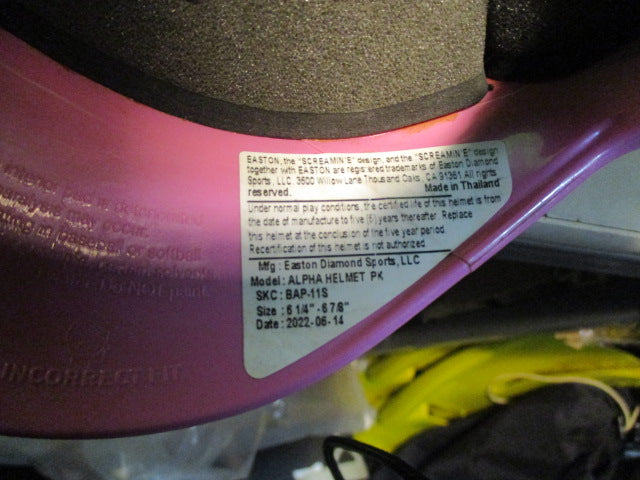 EASTON, the "SCREAMIN'E" design, and the "SCREAMIN'E" design
together with EASTON are registered trademarks of Easton Diamond
Sports, LLC. 3600 Willow Lane Thousand Oaks, CA 91361 All rights
reserved. Made in Thailand
Under normal play conditions, the certified life of this helmet is from
the date of manufacture to five (5) years thereafter. Replace
this helmet at the conclusion of the five year period.
Recertification of this helmet is not authorized.
Mfg : Easton Diamond Sports, LLC
Model : ALPHA HELMET PK
SKC : BAP-11S
Size : 6 1/4" - 6 7/8"
Date : 2022-06-14
may occur.
baseball or softball
Do NOT paint
INCORRECT FIT